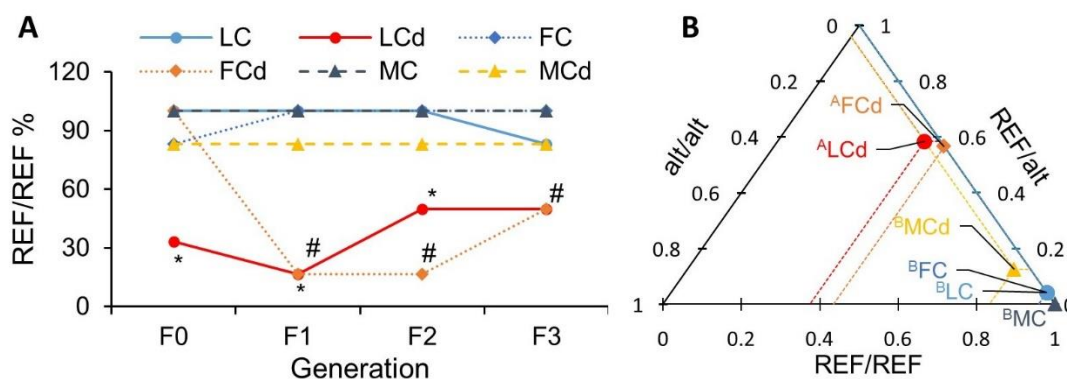 A
LC
LCd
FC
FCd
MC
MCd
REF/REF %
120
90
60
30
0
*
#
*
*
#
#
F0
F1
F2
F3
Generation
B
0
1
0.2
0.8
AFCd
alt/alt
REF/alt
0.4
0.6
ALCd
0.6
0.4
BMCd
0.8
0.2
BFC
BLC
1
0
BMC
0
0.2
0.4
0.6
0.8
1
REF/REF